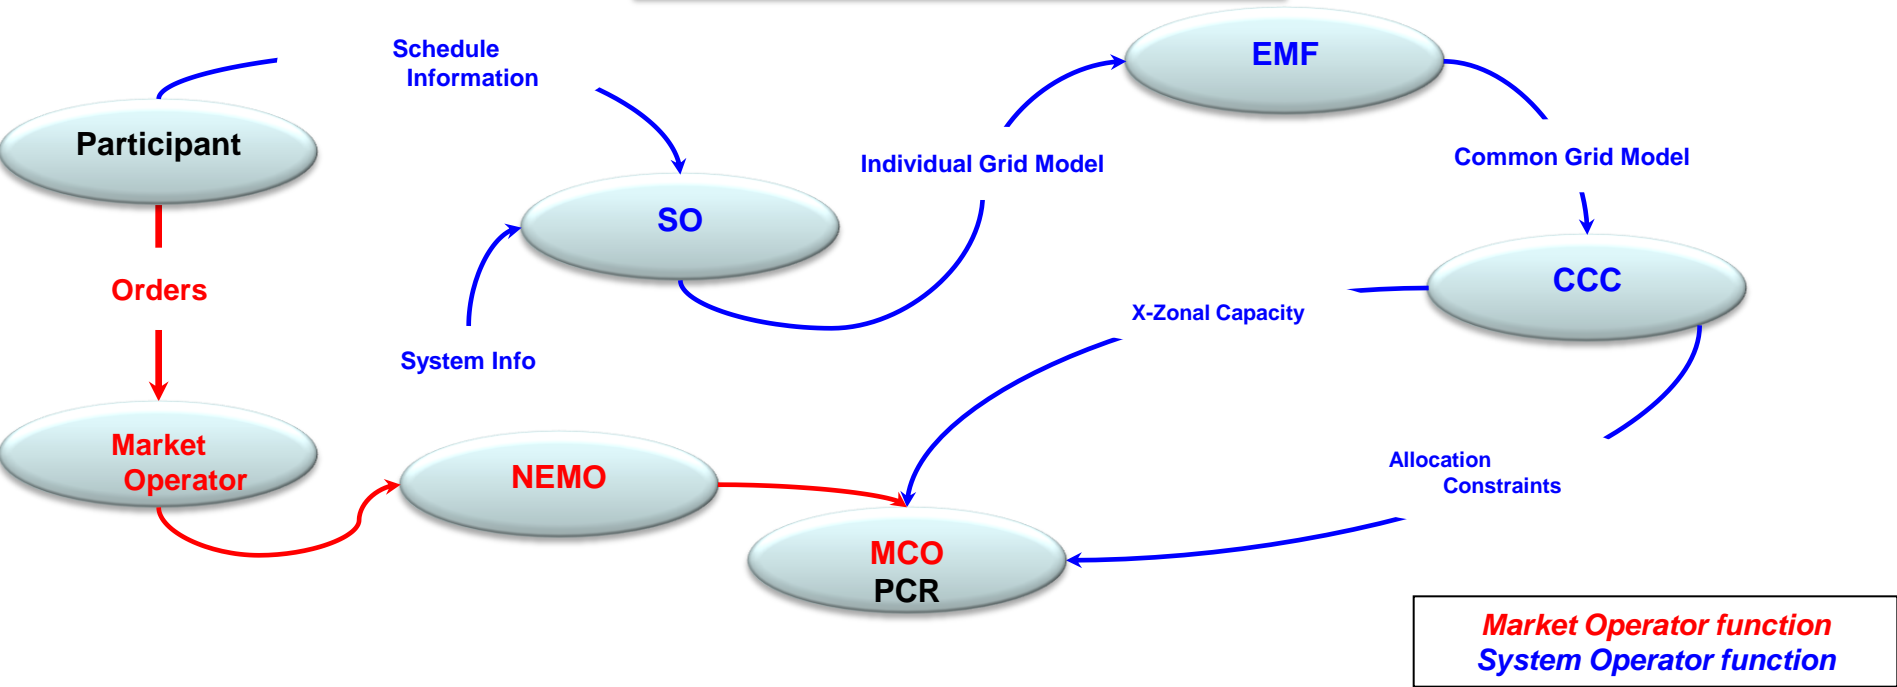 Schedule
Information
EMF
Participant
Individual Grid Model
Common Grid Model
SO
CCC
Orders
X-Zonal Capacity
System Info
Market
Operator
NEMO
Allocation
Constraints
MCO
PCR
Market Operator function
System Operator function